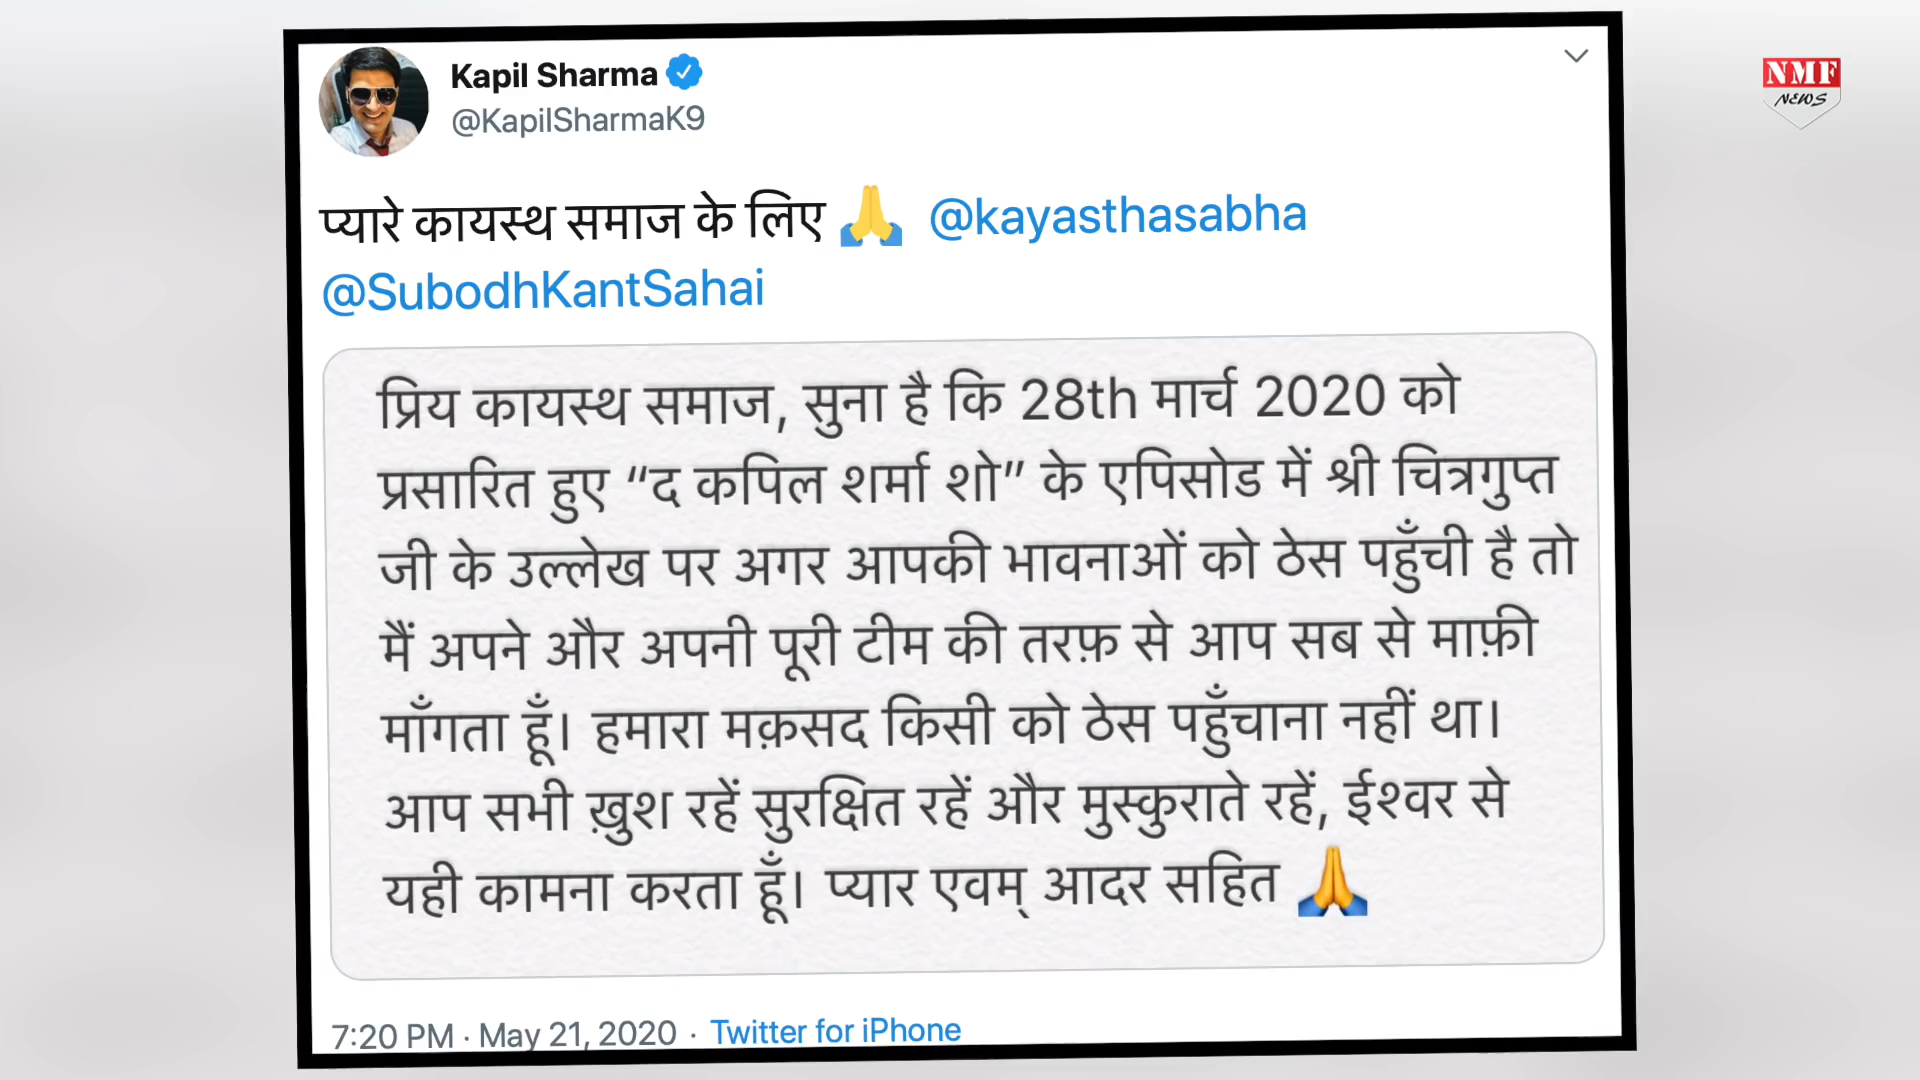 Kapil Sharma
@KapilSharmaK9
NMF
NEWS
प्यारे कायस्थ समाज के लिए 🙏 @kayasthasabha
@SubodhKantSahai
प्रिय कायस्थ समाज, सुना है कि 28th मार्च 2020 को
प्रसारित हुए “द कपिल शर्मा शो” के एपिसोड में श्री चित्रगुप्त
जी के उल्लेख पर अगर आपकी भावनाओं को ठेस पहुँची है तो
मैं अपने और अपनी पूरी टीम की तरफ़ से आप सब से माफ़ी
माँगता हूँ। हमारा मक़सद किसी को ठेस पहुँचाना नहीं था।
आप सभी ख़ुश रहें सुरक्षित रहें और मुस्कुराते रहें, ईश्वर से
यही कामना करता हूँ। प्यार एवम् आदर सहित 🙏
7:20 PM · May 21, 2020 · Twitter for iPhone